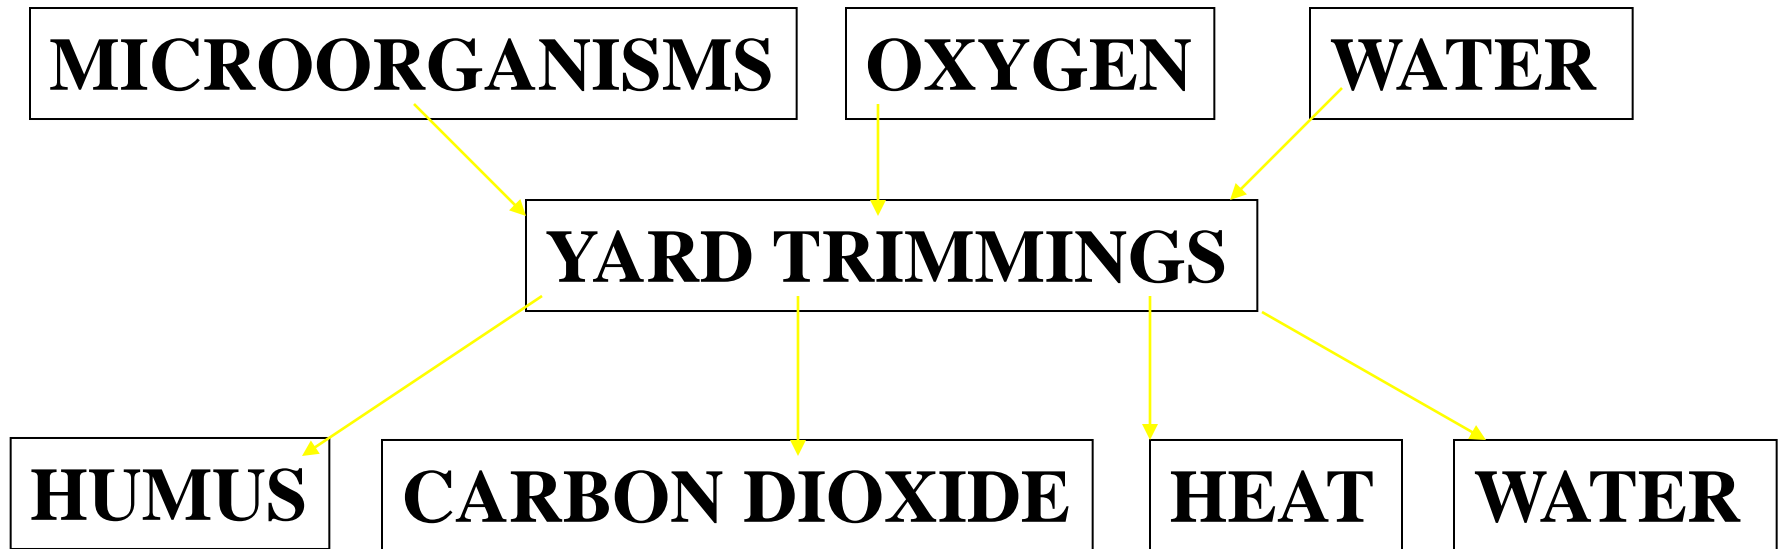 MICROORGANISMS OXYGEN WATER
YARD TRIMMINGS
HUMUS CARBON DIOXIDE HEAT WATER